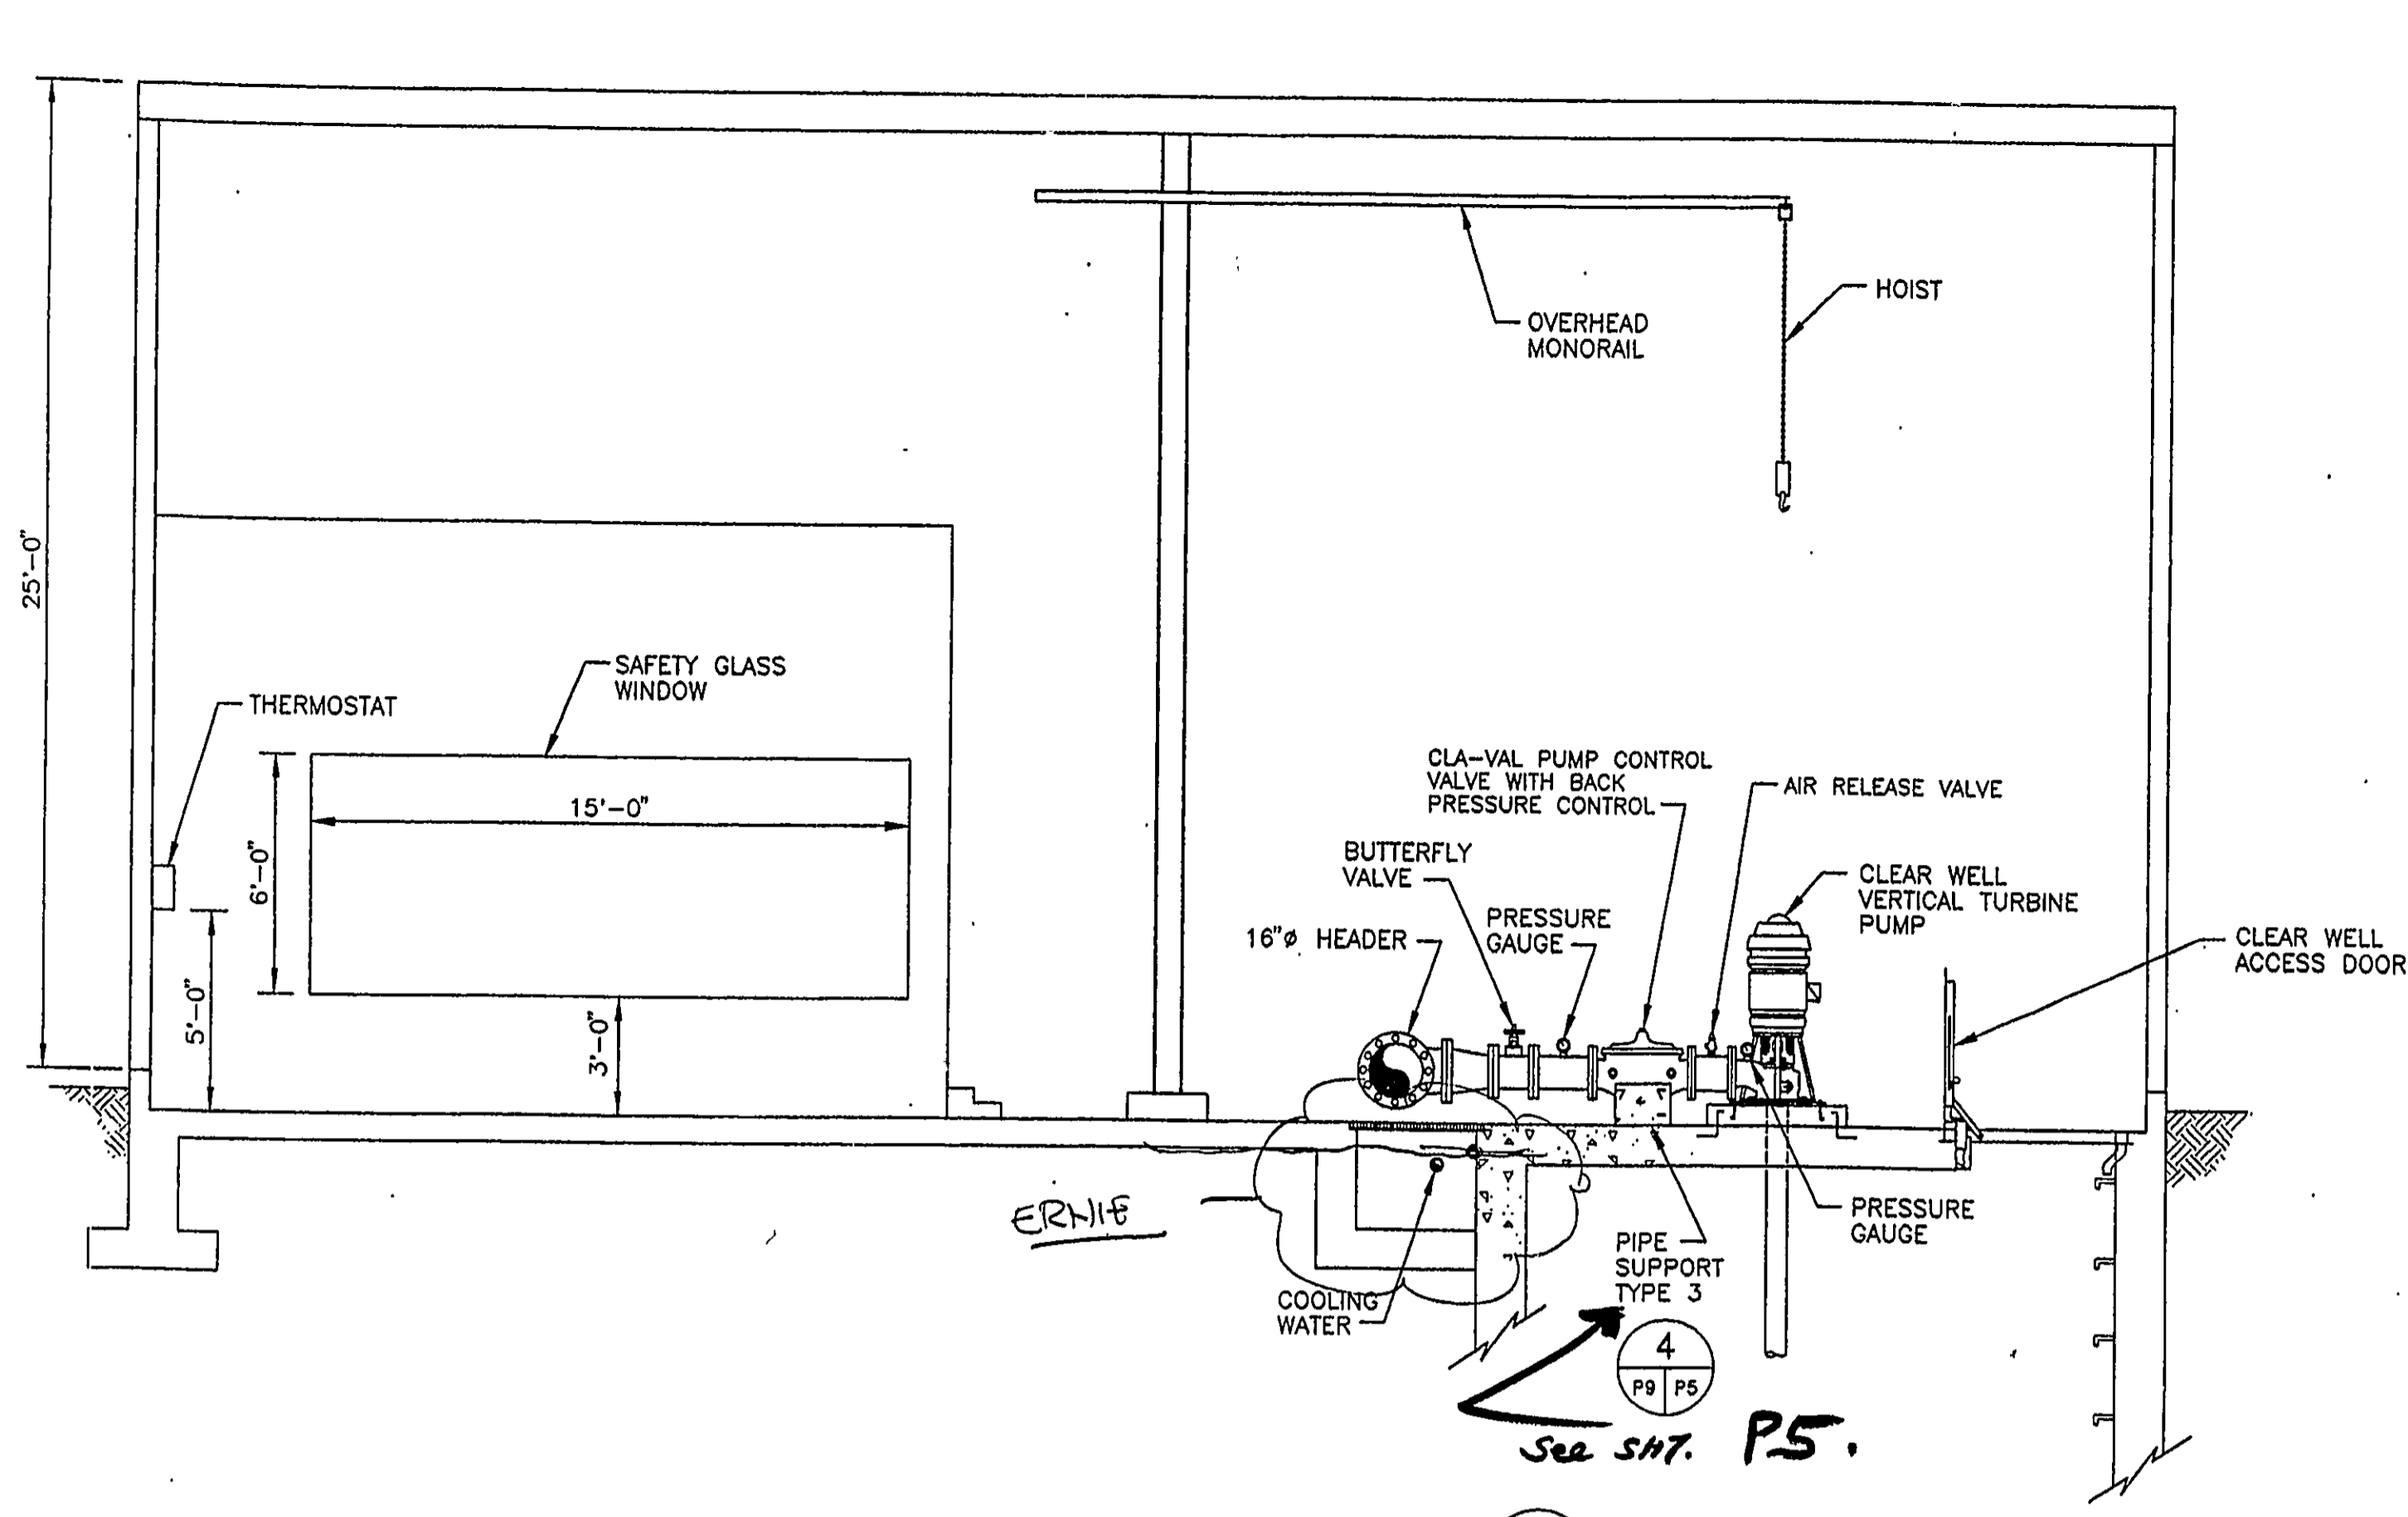 25'-0"
HOIST
OVERHEAD
MONORAIL
SAFETY GLASS
WINDOW
THERMOSTAT
15'-0"
6'-0"
5'-0"
3'-0"
CLA-VAL PUMP CONTROL
VALVE WITH BACK
PRESSURE CONTROL
AIR RELEASE VALVE
BUTTERFLY
VALVE
PRESSURE
GAUGE
16"ø HEADER
CLEAR WELL
VERTICAL TURBINE
PUMP
CLEAR WELL
ACCESS DOOR
ERNIE
COOLING
WATER
PIPE
SUPPORT
TYPE 3
PRESSURE
GAUGE
4
P9 P5
See SHT. P5.